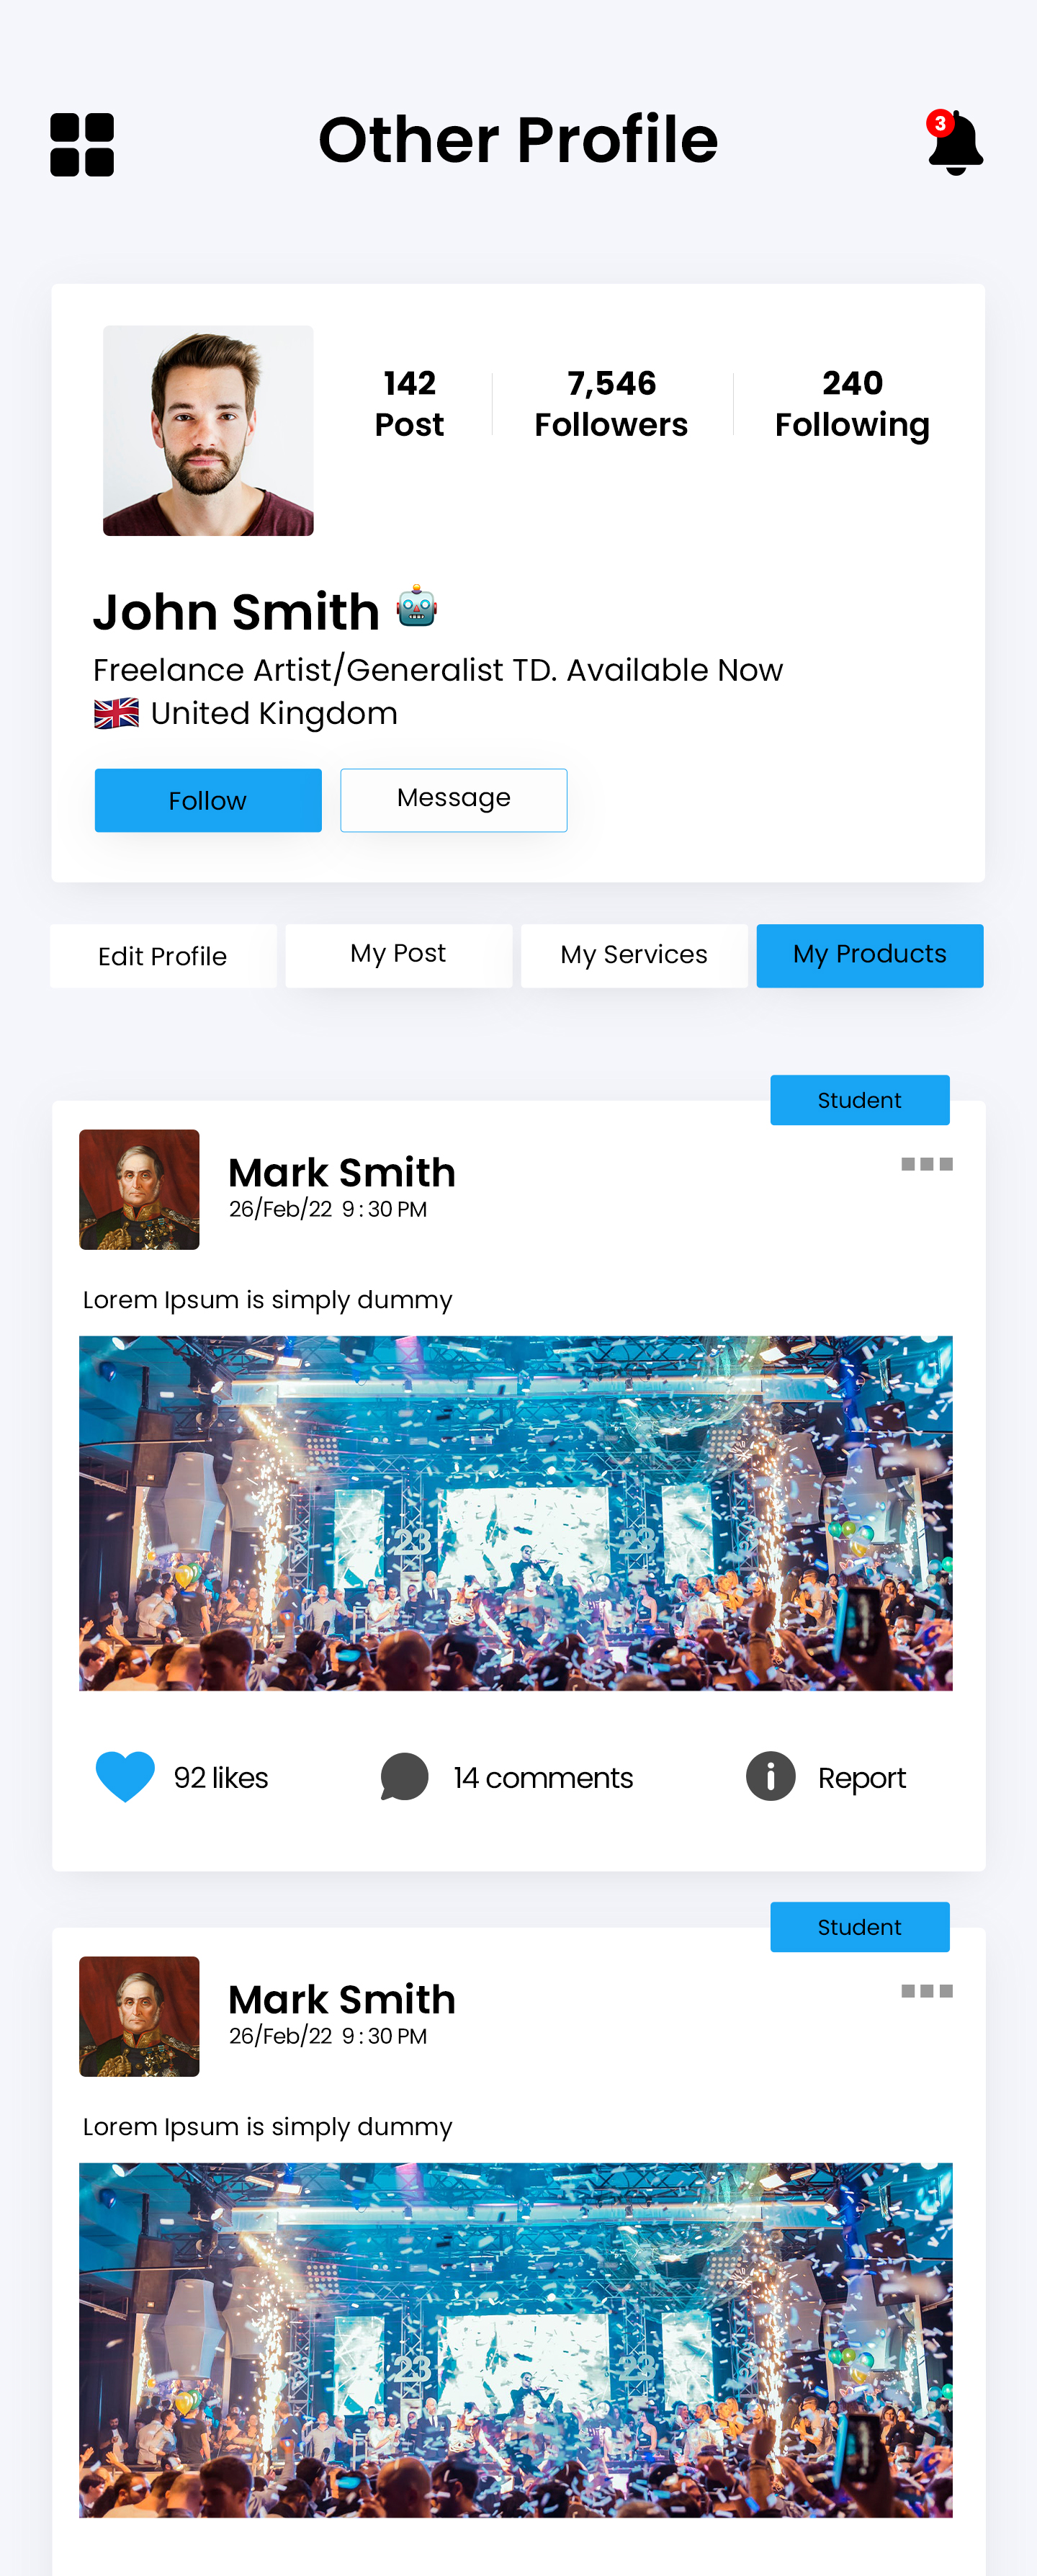 Other Profile
3
142
Post
7,546
Followers
240
Following
John Smith
Freelance Artist/Generalist TD. Available Now
United Kingdom
Follow
Message
Edit Profile
My Post
My Services
My Products
Student
Mark Smith
26/Feb/22 9 : 30 PM
Lorem Ipsum is simply dummy
23
23
92 likes
14 comments
Report
Student
Mark Smith
26/Feb/22 9 : 30 PM
Lorem Ipsum is simply dummy
23
23